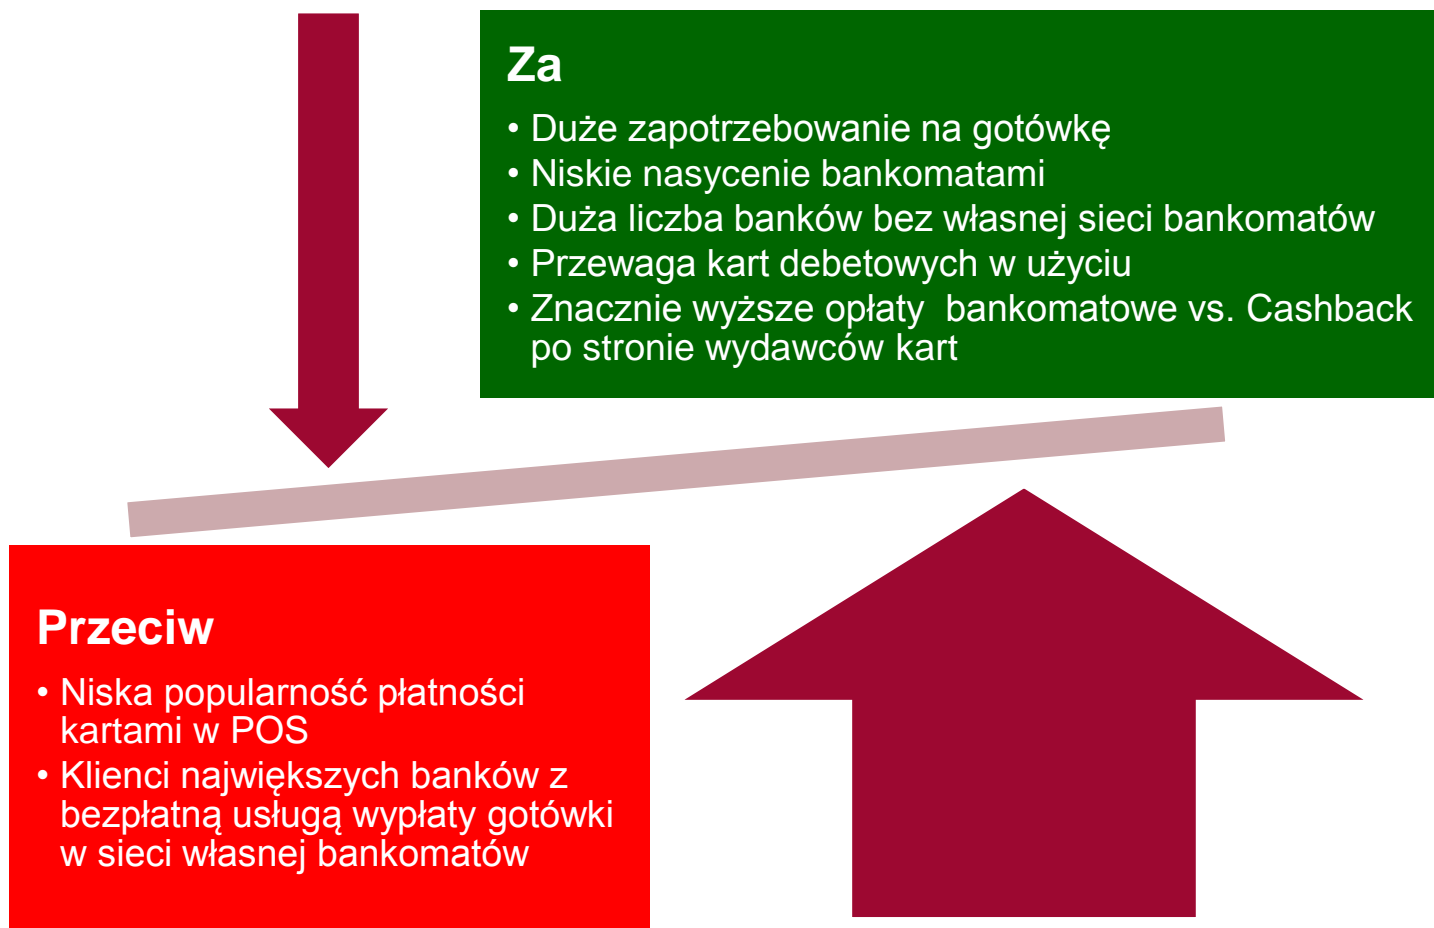 Za
• Duże zapotrzebowanie na gotówkę
• Niskie nasycenie bankomatami
• Duża liczba banków bez własnej sieci bankomatów
• Przewaga kart debetowych w użyciu
• Znacznie wyższe opłaty  bankomatowe vs. Cashback
po stronie wydawców kart
Przeciw
• Niska popularność płatności
kartami w POS
• Klienci największych banków z
bezpłatną usługą wypłaty gotówki
w sieci własnej bankomatów